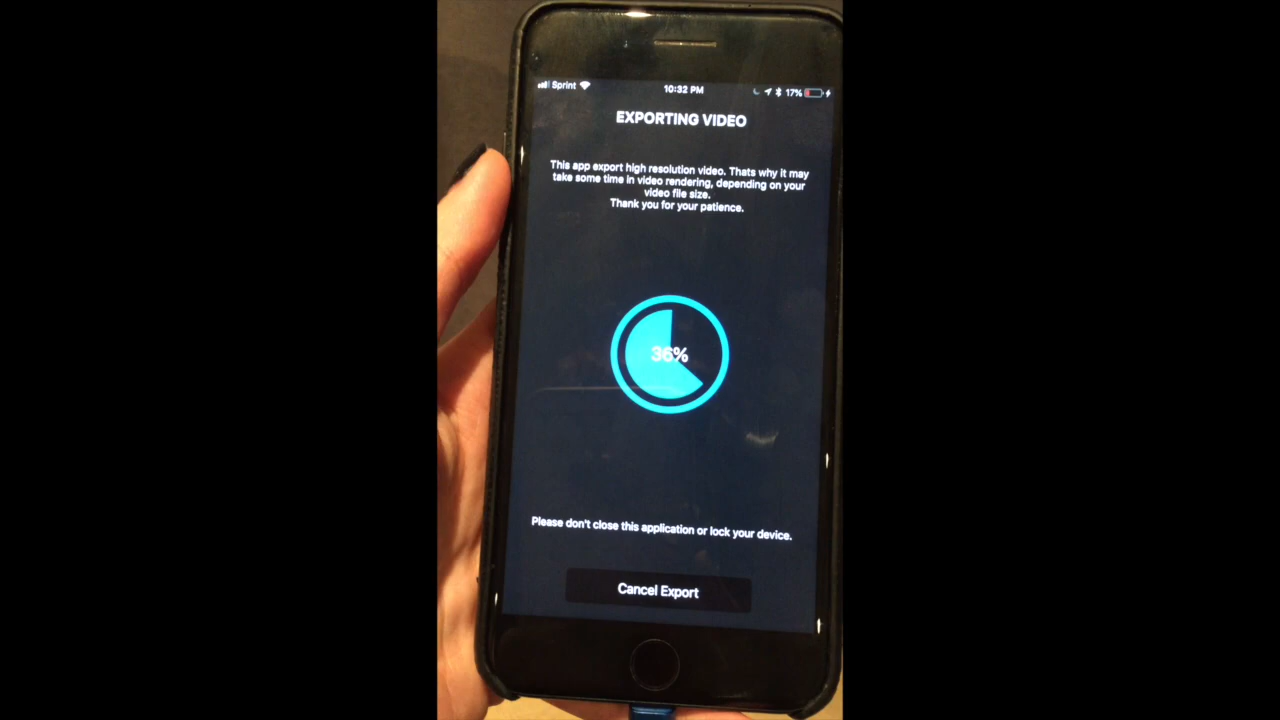 Sprint 10:32 PM 17%
EXPORTING VIDEO
This app export high resolution video. Thats why it may
take some time in video rendering, depending on your
video file size.
Thank you for your patience.
36%
Please don't close this application or lock your device.
Cancel Export